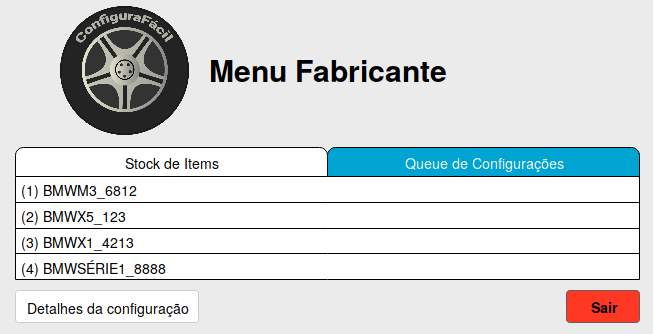 ConfiguraFácil
Menu Fabricante
Stock de Items
Queue de Configurações
(1) BMWM3_6812
(2) BMWX5_123
(3) BMWX1_4213
(4) BMWSÉRIE1_8888
Detalhes da configuração
Sair